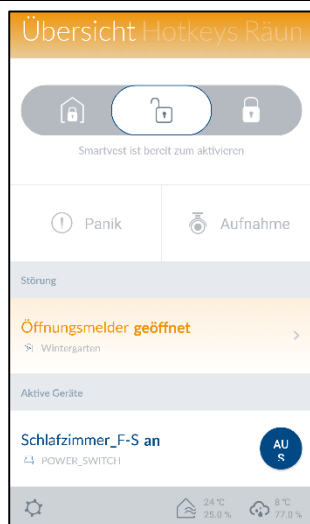 Übersicht Hotkeys Räun
Smartvest ist bereit zum aktivieren
Panik
Aufnahme
Störung
Öffnungsmelder geöffnet
Wintergarten
Aktive Geräte
Schlafzimmer_F-S an
AU
S
POWER_SWITCH
24 °C
25.0 %
8 °C
77.0 %